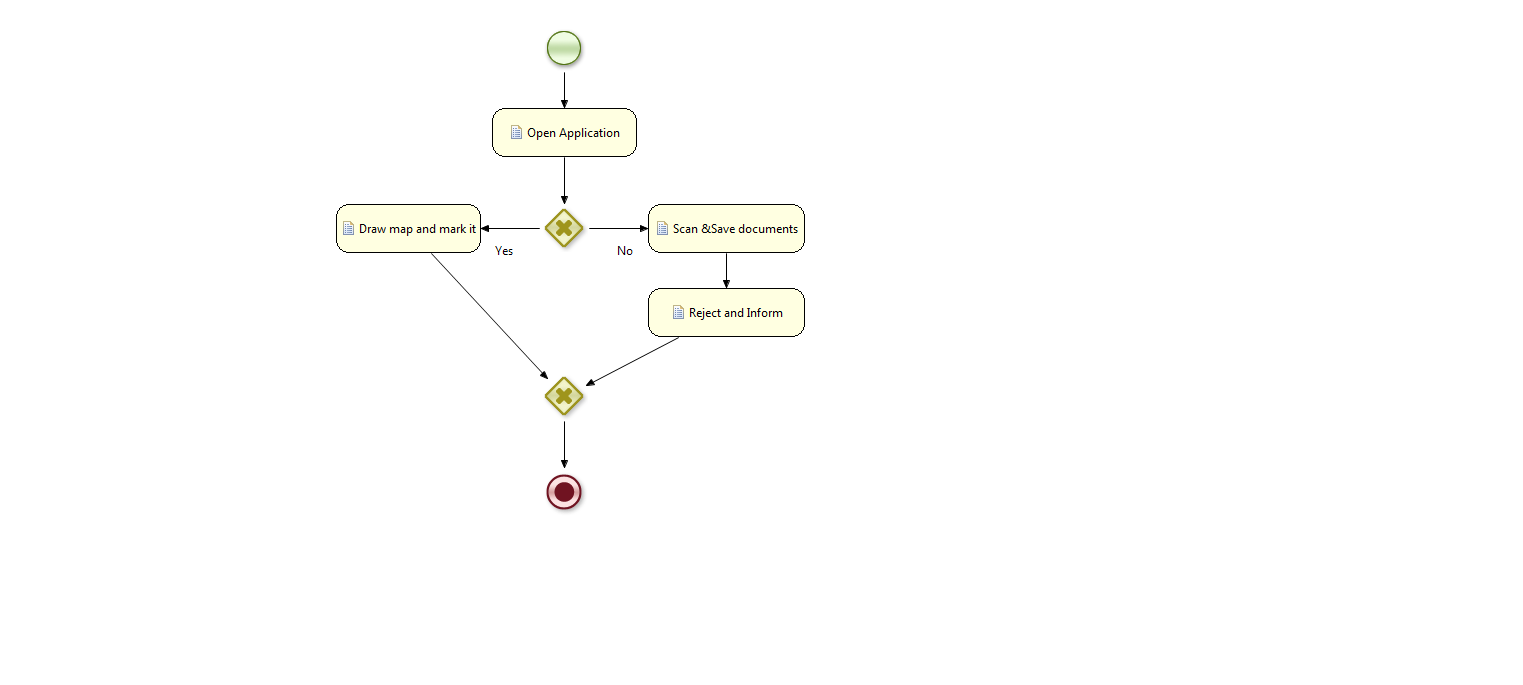 Open Application
Draw map and mark it
Scan &Save documents
Yes
No
Reject and Inform